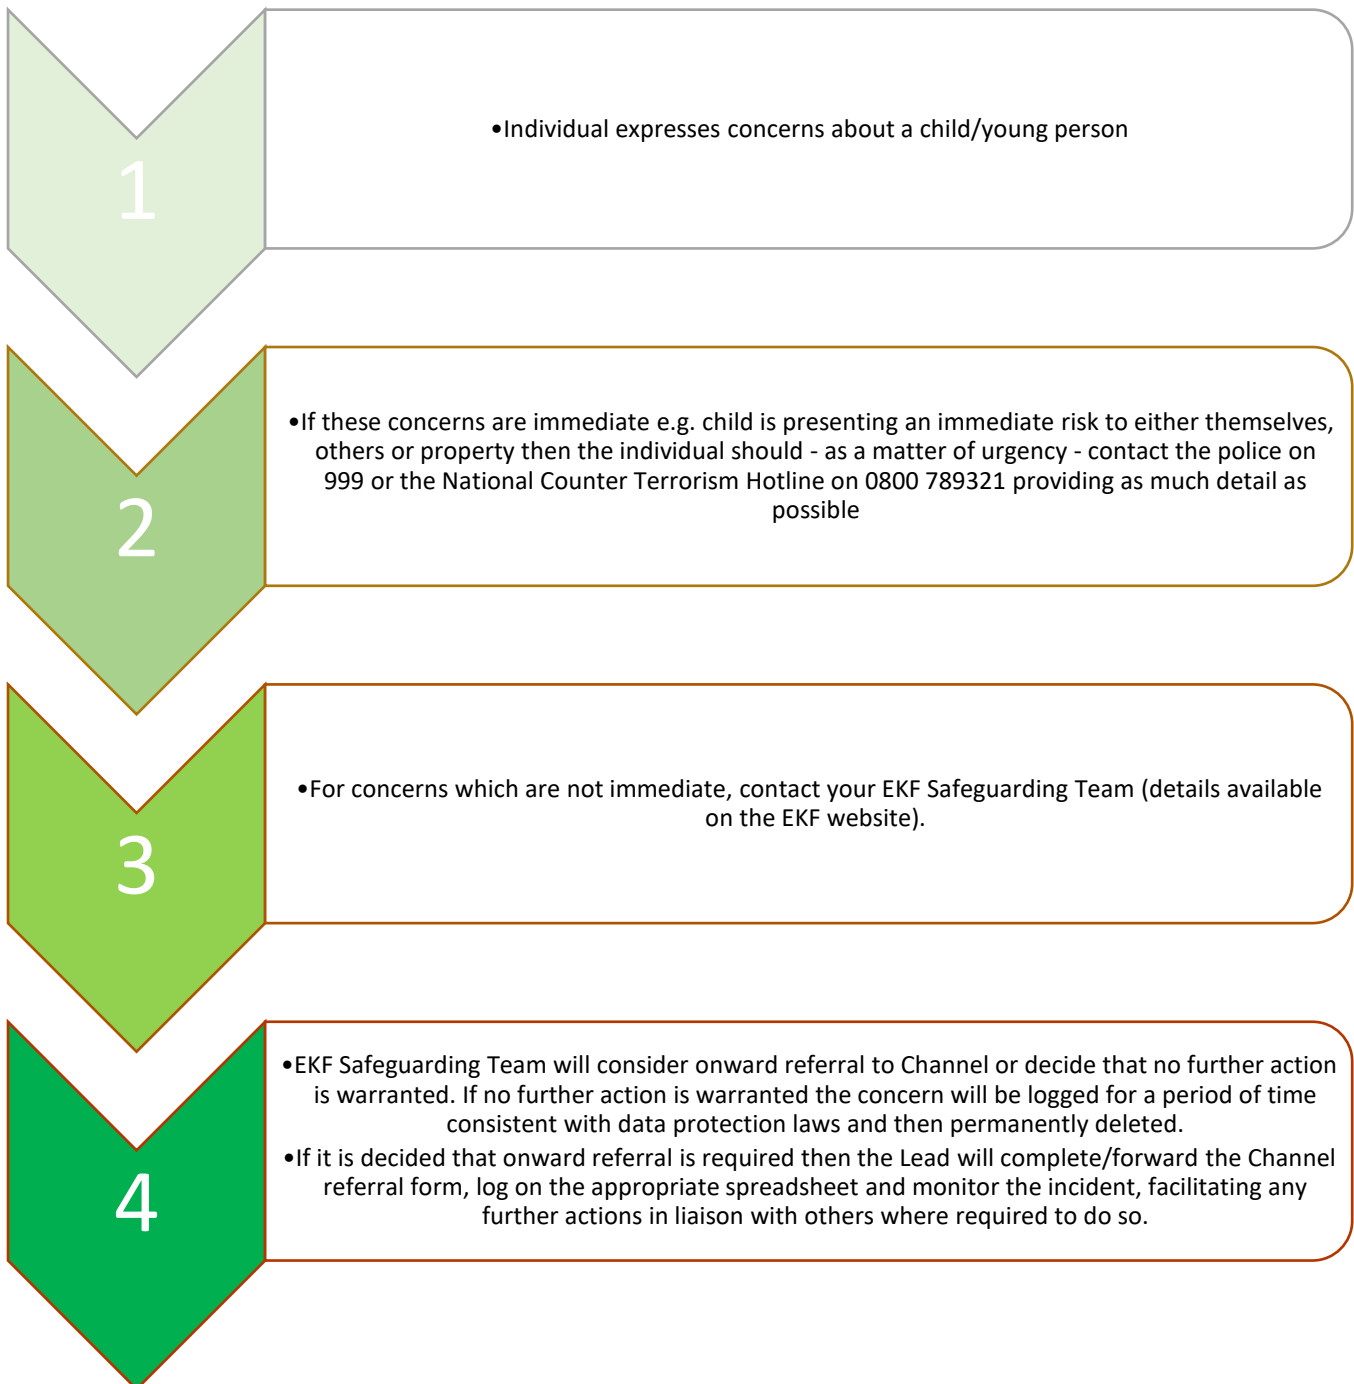 1
•Individual expresses concerns about a child/young person
2
•If these concerns are immediate e.g. child is presenting an immediate risk to either themselves,
others or property then the individual should - as a matter of urgency - contact the police on
999 or the National Counter Terrorism Hotline on 0800 789321 providing as much detail as
possible
3
•For concerns which are not immediate, contact your EKF Safeguarding Team (details available
on the EKF website).
4
•EKF Safeguarding Team will consider onward referral to Channel or decide that no further action
is warranted. If no further action is warranted the concern will be logged for a period of time
consistent with data protection laws and then permanently deleted.
•If it is decided that onward referral is required then the Lead will complete/forward the Channel
referral form, log on the appropriate spreadsheet and monitor the incident, facilitating any
further actions in liaison with others where required to do so.